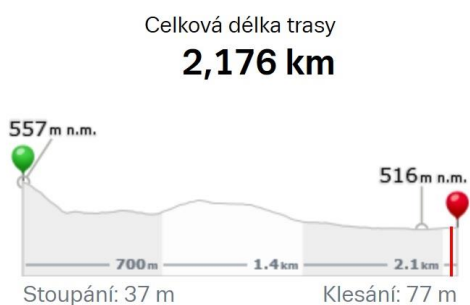 Celková délka trasy
2,176 km
557 m n.m.
516 m n.m.
700 m 1.4 km 2.1 km
Stoupání: 37 m Klesání: 77 m